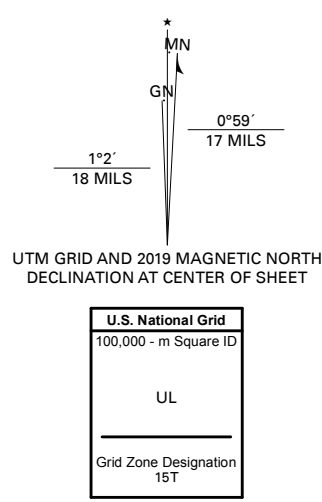 MN
GN
0°59´
17 MILS
1°2´
18 MILS
UTM GRID AND 2019 MAGNETIC NORTH
DECLINATION AT CENTER OF SHEET
U.S. National Grid
100,000 - m Square ID
UL
Grid Zone Designation
15T